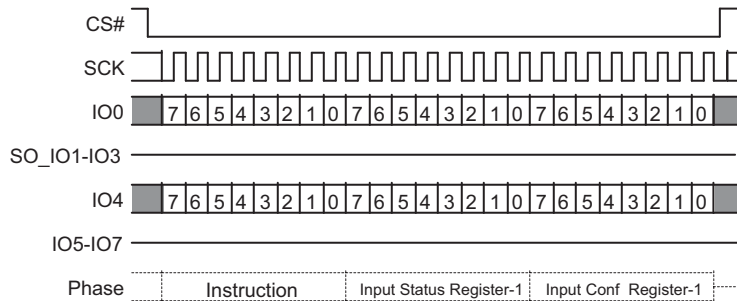 CS#
SCK
IO0 7 6 5 4 3 2 1 0 7 6 5 4 3 2 1 0 7 6 5 4 3 2 1 0
SO_IO1-IO3
IO4 7 6 5 4 3 2 1 0 7 6 5 4 3 2 1 0 7 6 5 4 3 2 1 0
IO5-IO7
Phase Instruction Input Status Register-1 Input Conf Register-1